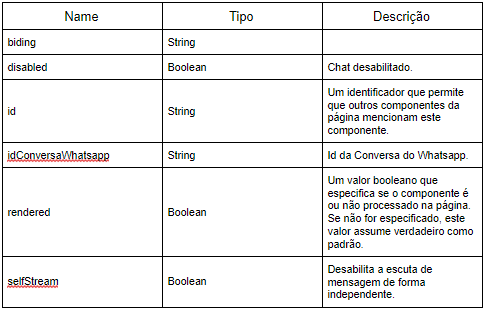 Name Tipo Descrição
biding String
disabled Boolean Chat desabilitado.
Um identificador que permite
que outros componentes da
id String página mencionam este
componente.
idConversaWhatsapp String Id da Conversa do Whatsapp.
Um valor booleano que
especifica se o componente é
ou não processado na página.
rendered Boolean Se não for especificado, este
valor assume verdadeiro como
padrão.
Desabilita a escuta de
selfStream Boolean mensagem de forma
independente.